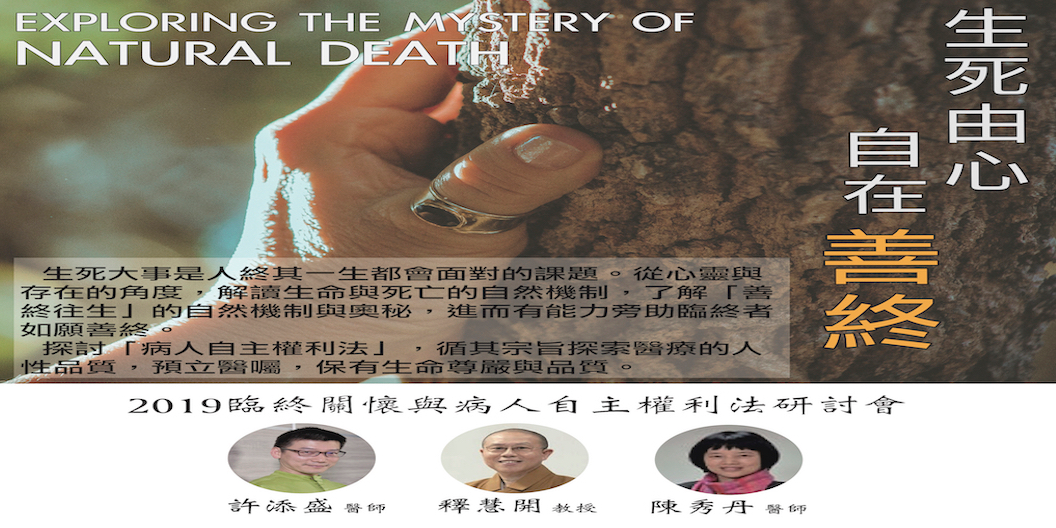 EXPLORING THE MYSTERY OF
NATURAL DEATH
生死由心
自在
善終
生死大事是人終其一生都會面對的課題。從心靈與
存在的角度，解讀生命與死亡的自然機制，了解「善
終往生」的自然機制與奧秘，進而有能力旁助臨終者
如願善終。
探討「病人自主權利法」，循其宗旨探索醫療的人
性品質，預立醫囑，保有生命尊嚴與品質。
2019臨終關懷與病人自主權利法研討會
許添盛 醫師
釋慧開 教授
陳秀丹 醫師